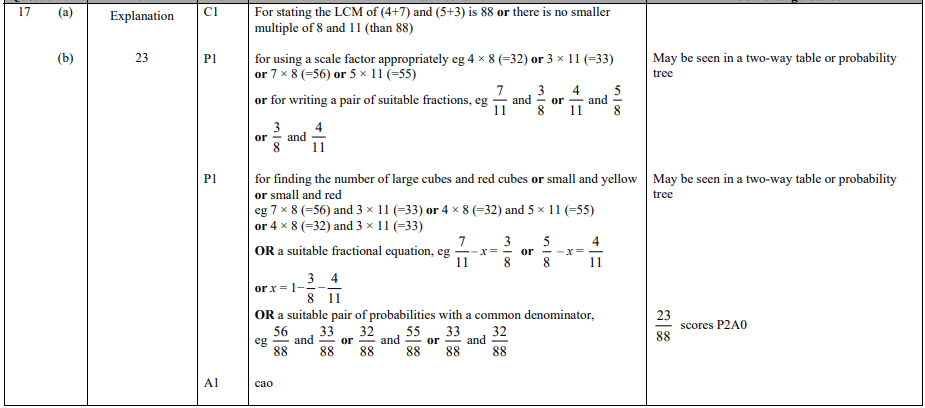 17 (a) Explanation C1 For stating the LCM of (4+7) and (5+3) is 88 or there is no smaller
multiple of 8 and 11 (than 88)
(b) 23 P1 for using a scale factor appropriately eg 4 × 8 (=32) or 3 × 11 (=33) May be seen in a two-way table or probability
or 7 × 8 (=56) or 5 × 11 (=55) tree
or for writing a pair of suitable fractions, eg 7/11 and 3/8 or 4/11 and 5/8
or 3/8 and 4/11
P1 for finding the number of large cubes and red cubes or small and yellow May be seen in a two-way table or probability
or small and red tree
eg 7 × 8 (=56) and 3 × 11 (=33) or 4 × 8 (=32) and 5 × 11 (=55)
or 4 × 8 (=32) and 3 × 11 (=33)
OR a suitable fractional equation, eg 7/11 – x = 3/8 or 5/8 – x = 4/11
or x = 1– 3/8 – 4/11
OR a suitable pair of probabilities with a common denominator, 23/88 scores P2A0
eg 56/88 and 33/88 or 32/88 and 55/88 or 33/88 and 32/88
A1 cao